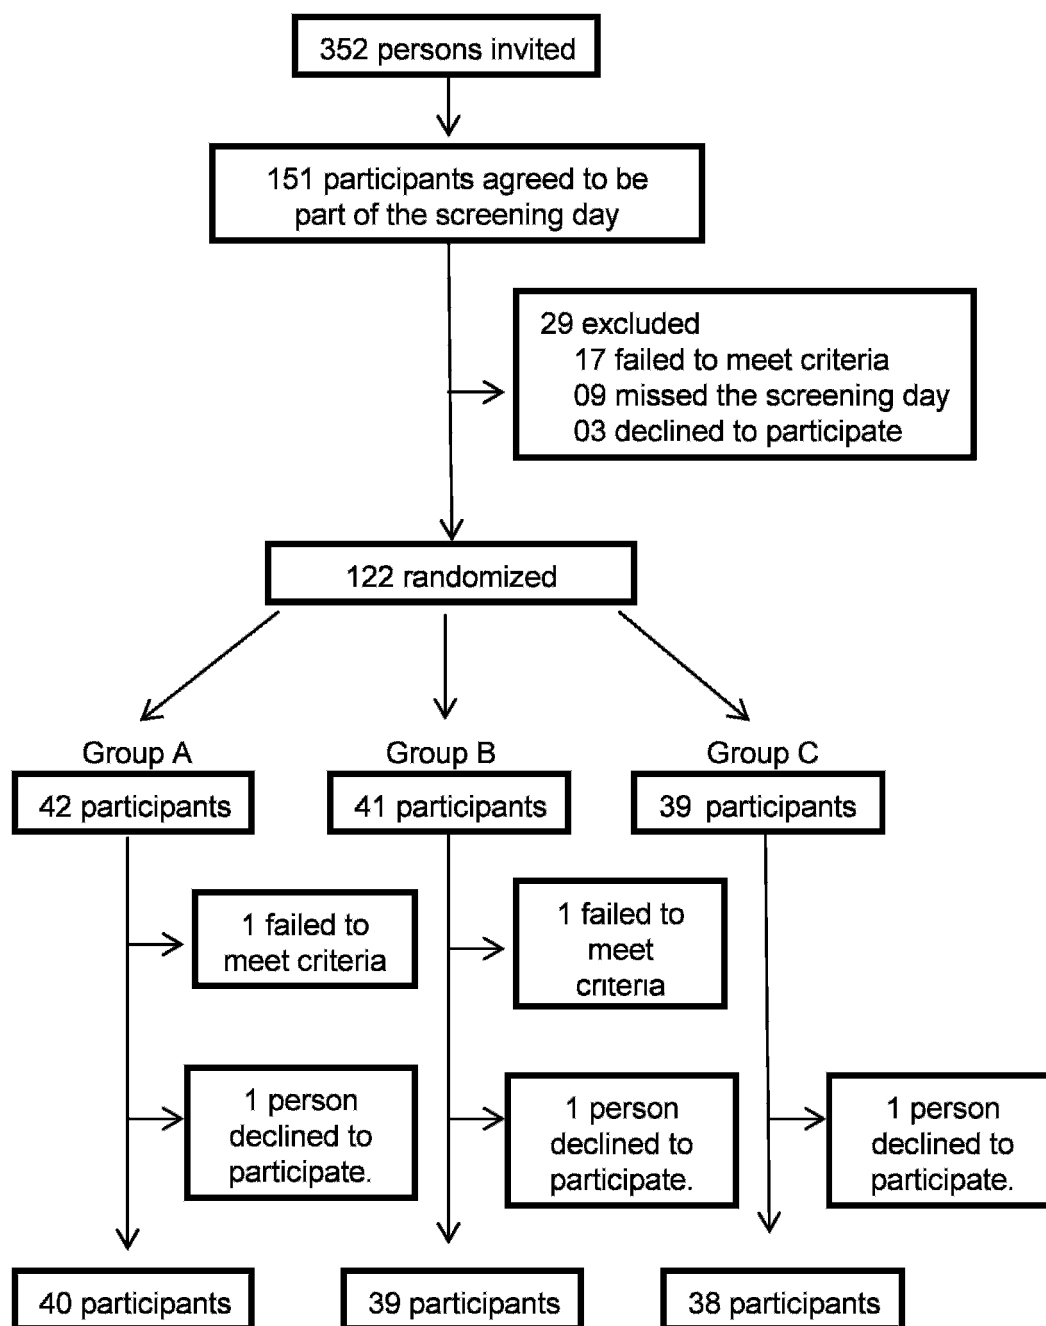 352 persons invited
151 participants agreed to be
part of the screening day
29 excluded
17 failed to meet criteria
09 missed the screening day
03 declined to participate
122 randomized
Group A
Group B
Group C
42 participants
41 participants
39 participants
1 failed to
meet criteria
1 failed to
meet
criteria
1 person
declined to
participate.
1 person
declined to
participate.
1 person
declined to
participate.
40 participants
39 participants
38 participants